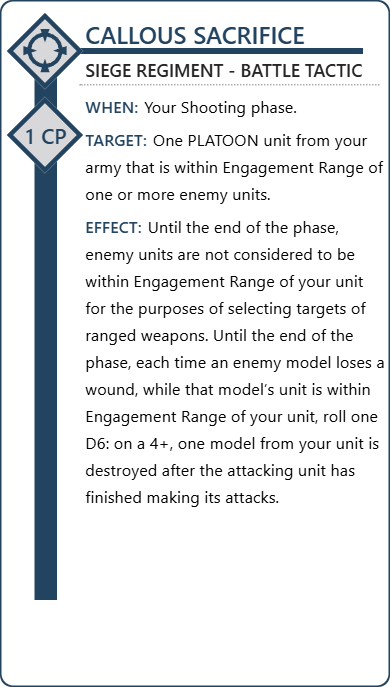 CALLOUS SACRIFICE
SIEGE REGIMENT - BATTLE TACTIC
WHEN: Your Shooting phase.
1 CP
TARGET: One PLATOON unit from your
army that is within Engagement Range of
one or more enemy units.
EFFECT: Until the end of the phase,
enemy units are not considered to be
within Engagement Range of your unit
for the purposes of selecting targets of
ranged weapons. Until the end of the
phase, each time an enemy model loses a
wound, while that model's unit is within
Engagement Range of your unit, roll one
D6: on a 4+, one model from your unit is
destroyed after the attacking unit has
finished making its attacks.